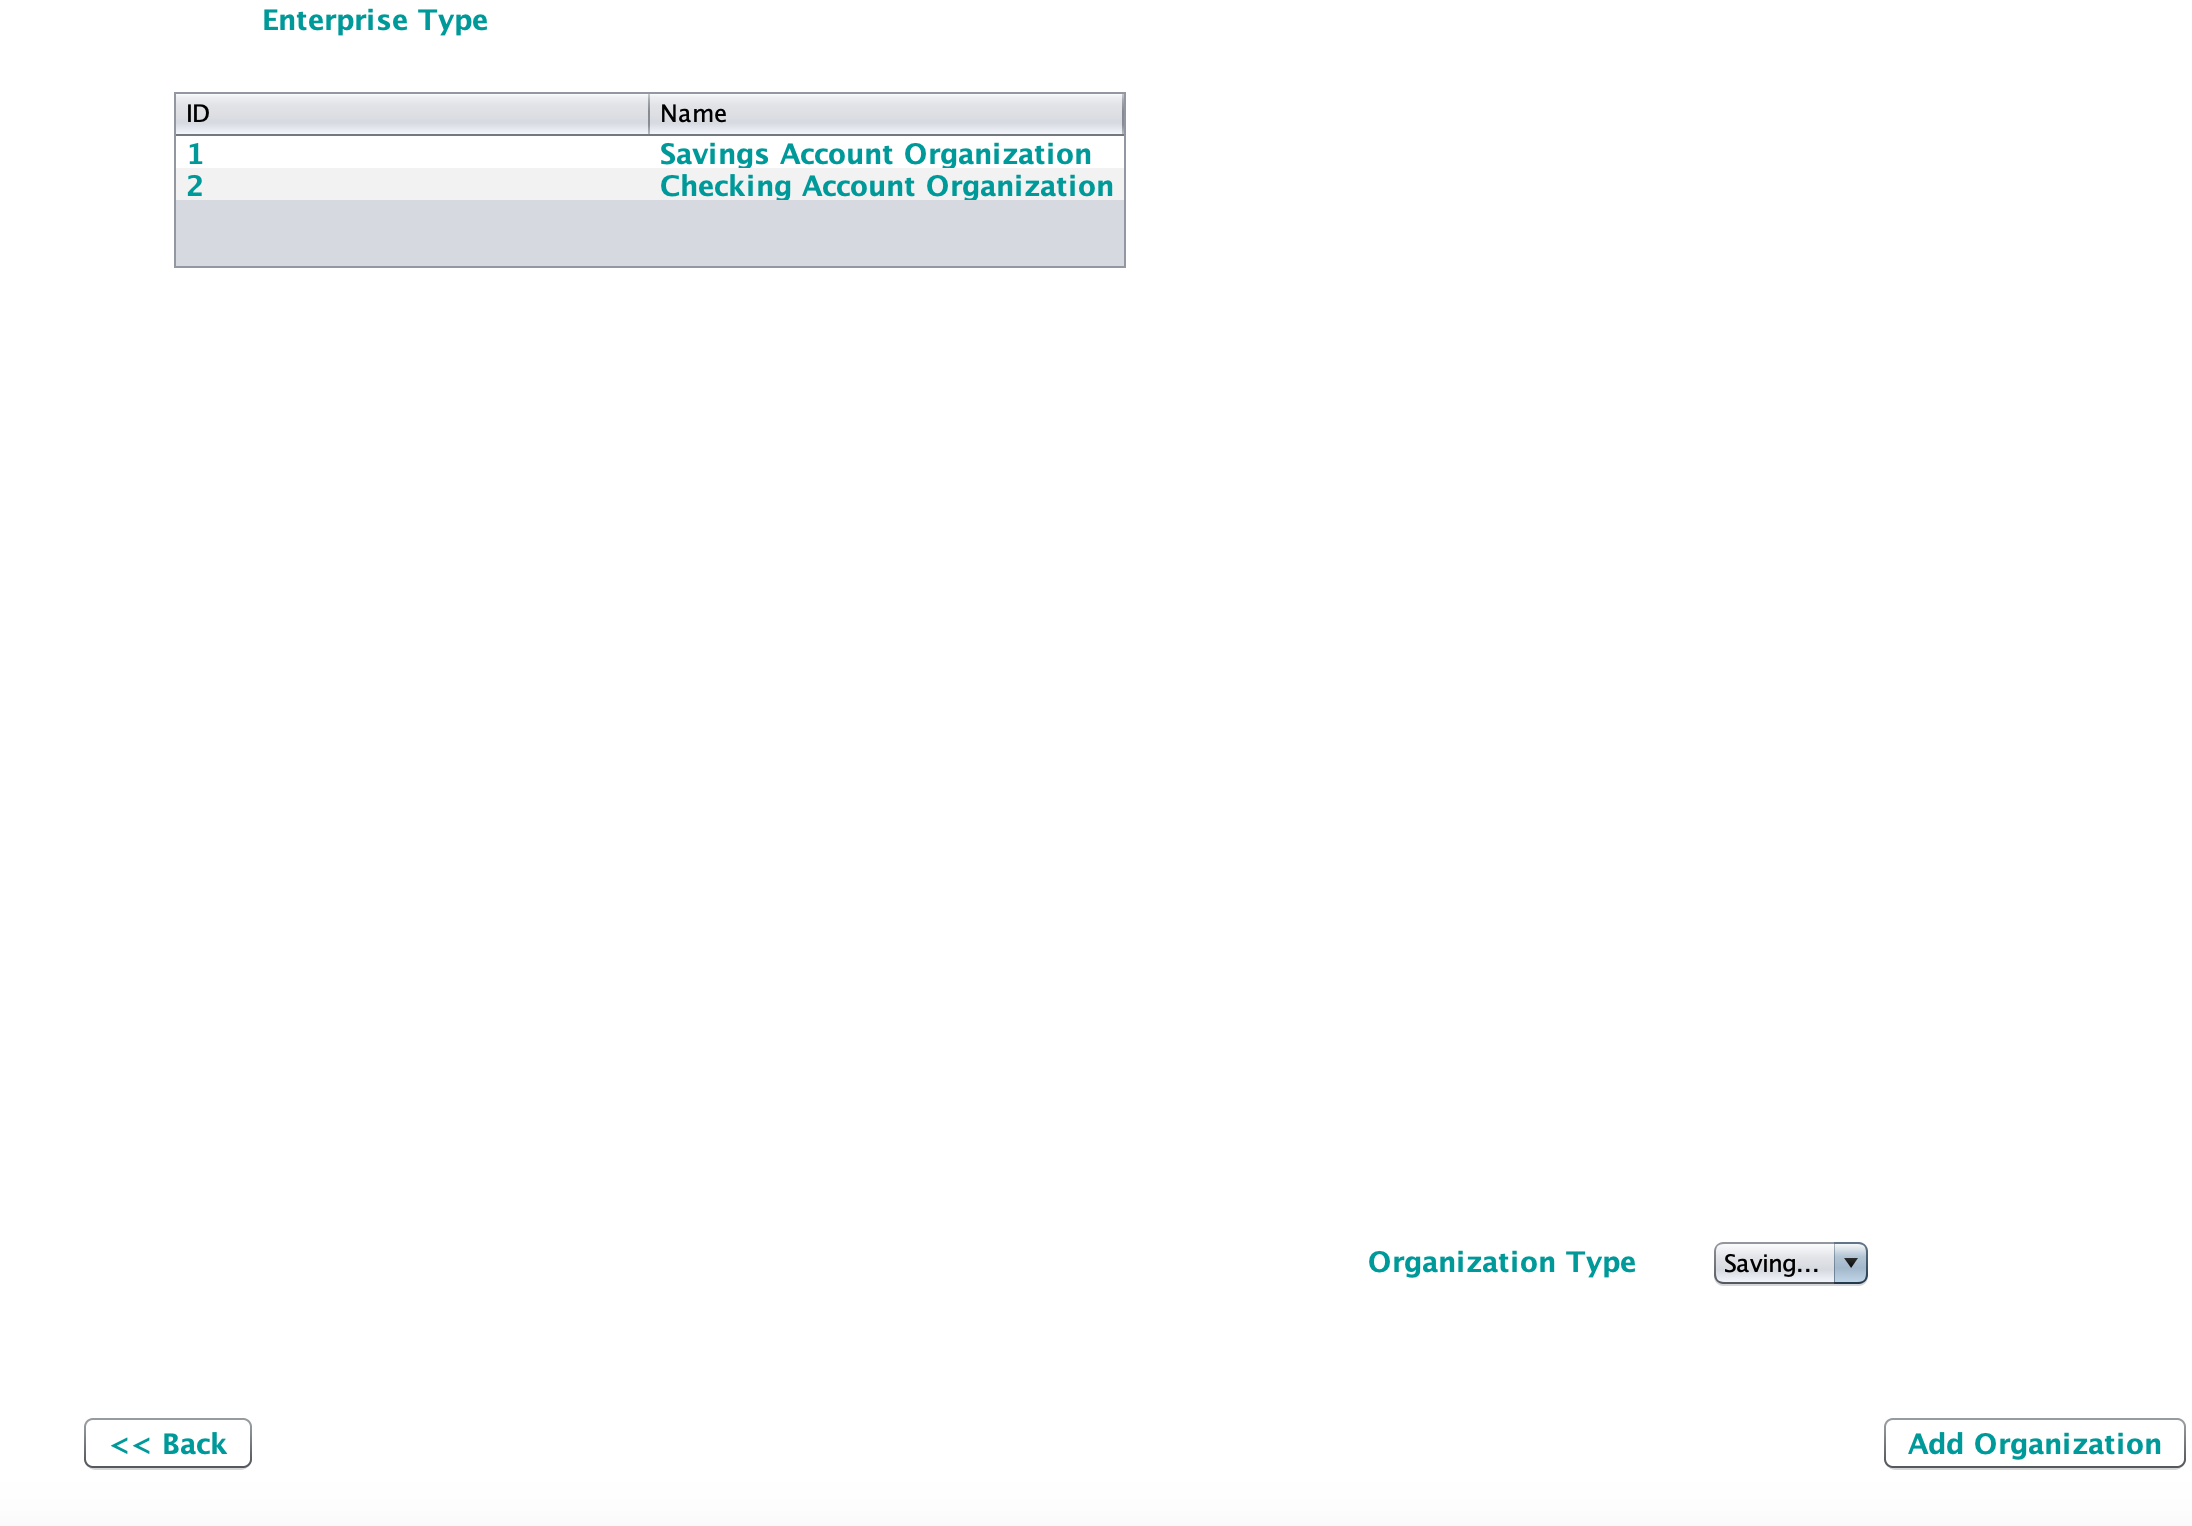 Enterprise Type
ID Name
1 Savings Account Organization
2 Checking Account Organization
Organization Type Saving...
<< Back Add Organization